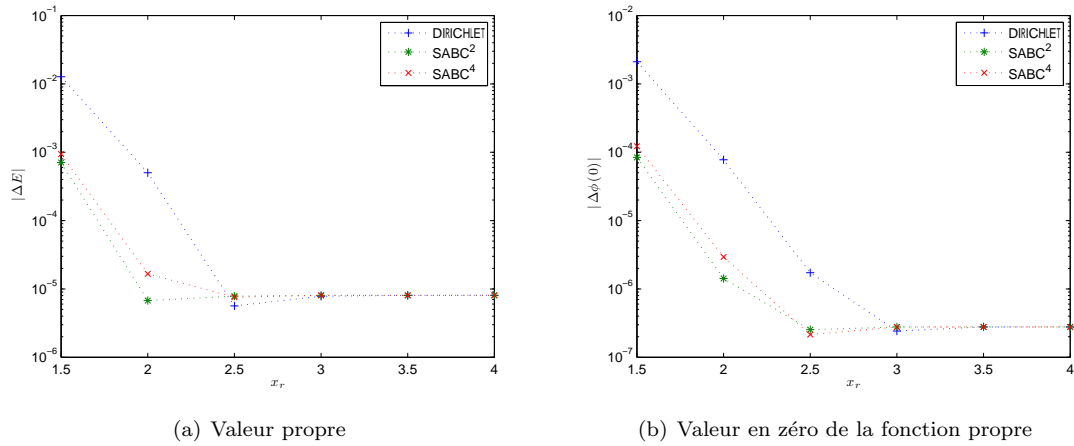 10^{-1}
10^{-2}
10^{-3}
10^{-4}
10^{-5}
10^{-6}
|ΔE|
1.5 2 2.5 3 3.5 4
x_r
DIRICHLET
SABC^2
SABC^4
(a) Valeur propre
10^{-2}
10^{-3}
10^{-4}
10^{-5}
10^{-6}
10^{-7}
|Δϕ(0)|
1.5 2 2.5 3 3.5 4
x_r
DIRICHLET
SABC^2
SABC^4
(b) Valeur en zéro de la fonction propre